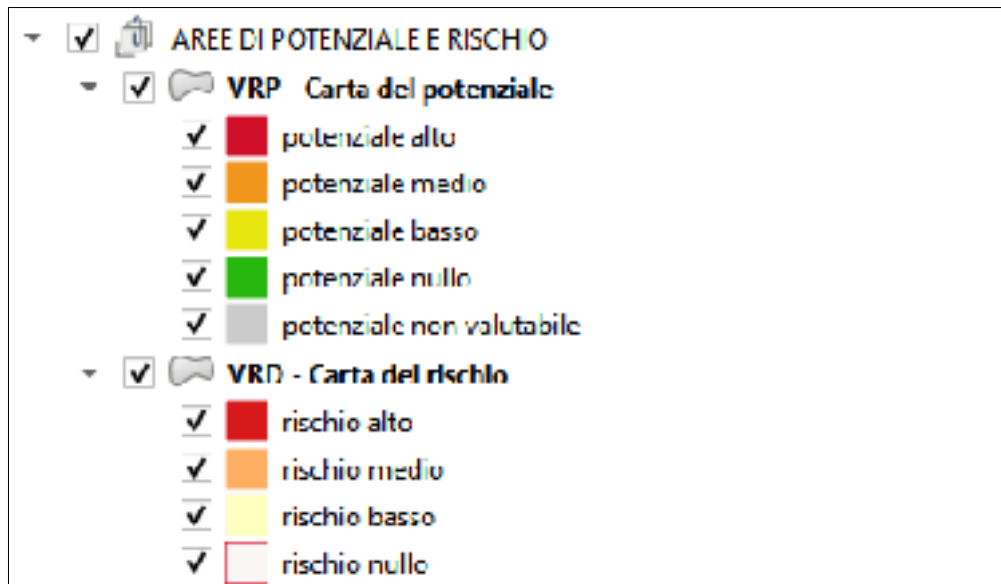 AREE DI POTENZIALE E RISCHIO
VRP - Carta del potenziale
potenziale alto
potenziale medio
potenziale basso
potenziale nullo
potenziale non valutabile
VRD - Carta del rischio
rischio alto
rischio medio
rischio basso
rischio nullo